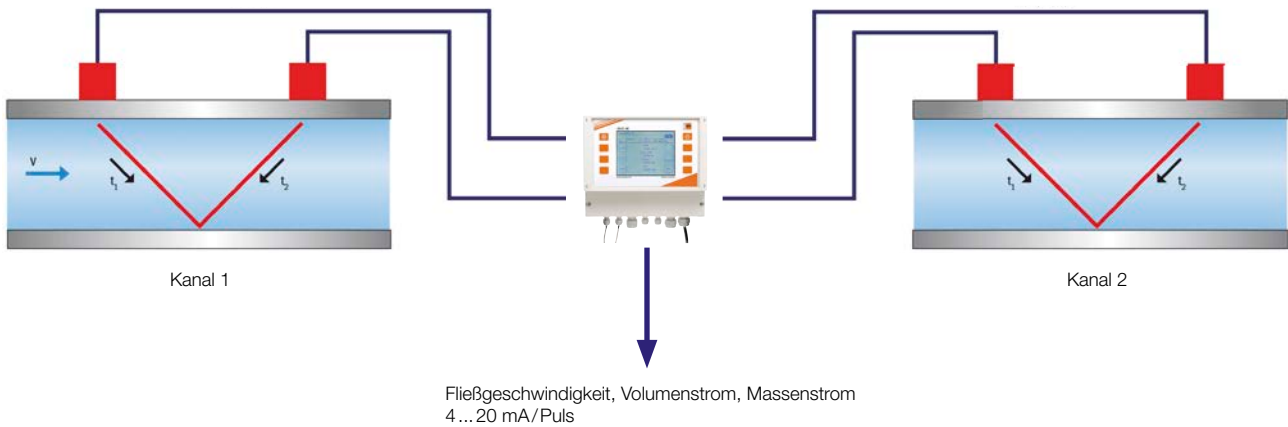 V
t1
t2
t1
t2
Kanal 1
Kanal 2
Fließgeschwindigkeit, Volumenstrom, Massenstrom
4...20 mA/Puls